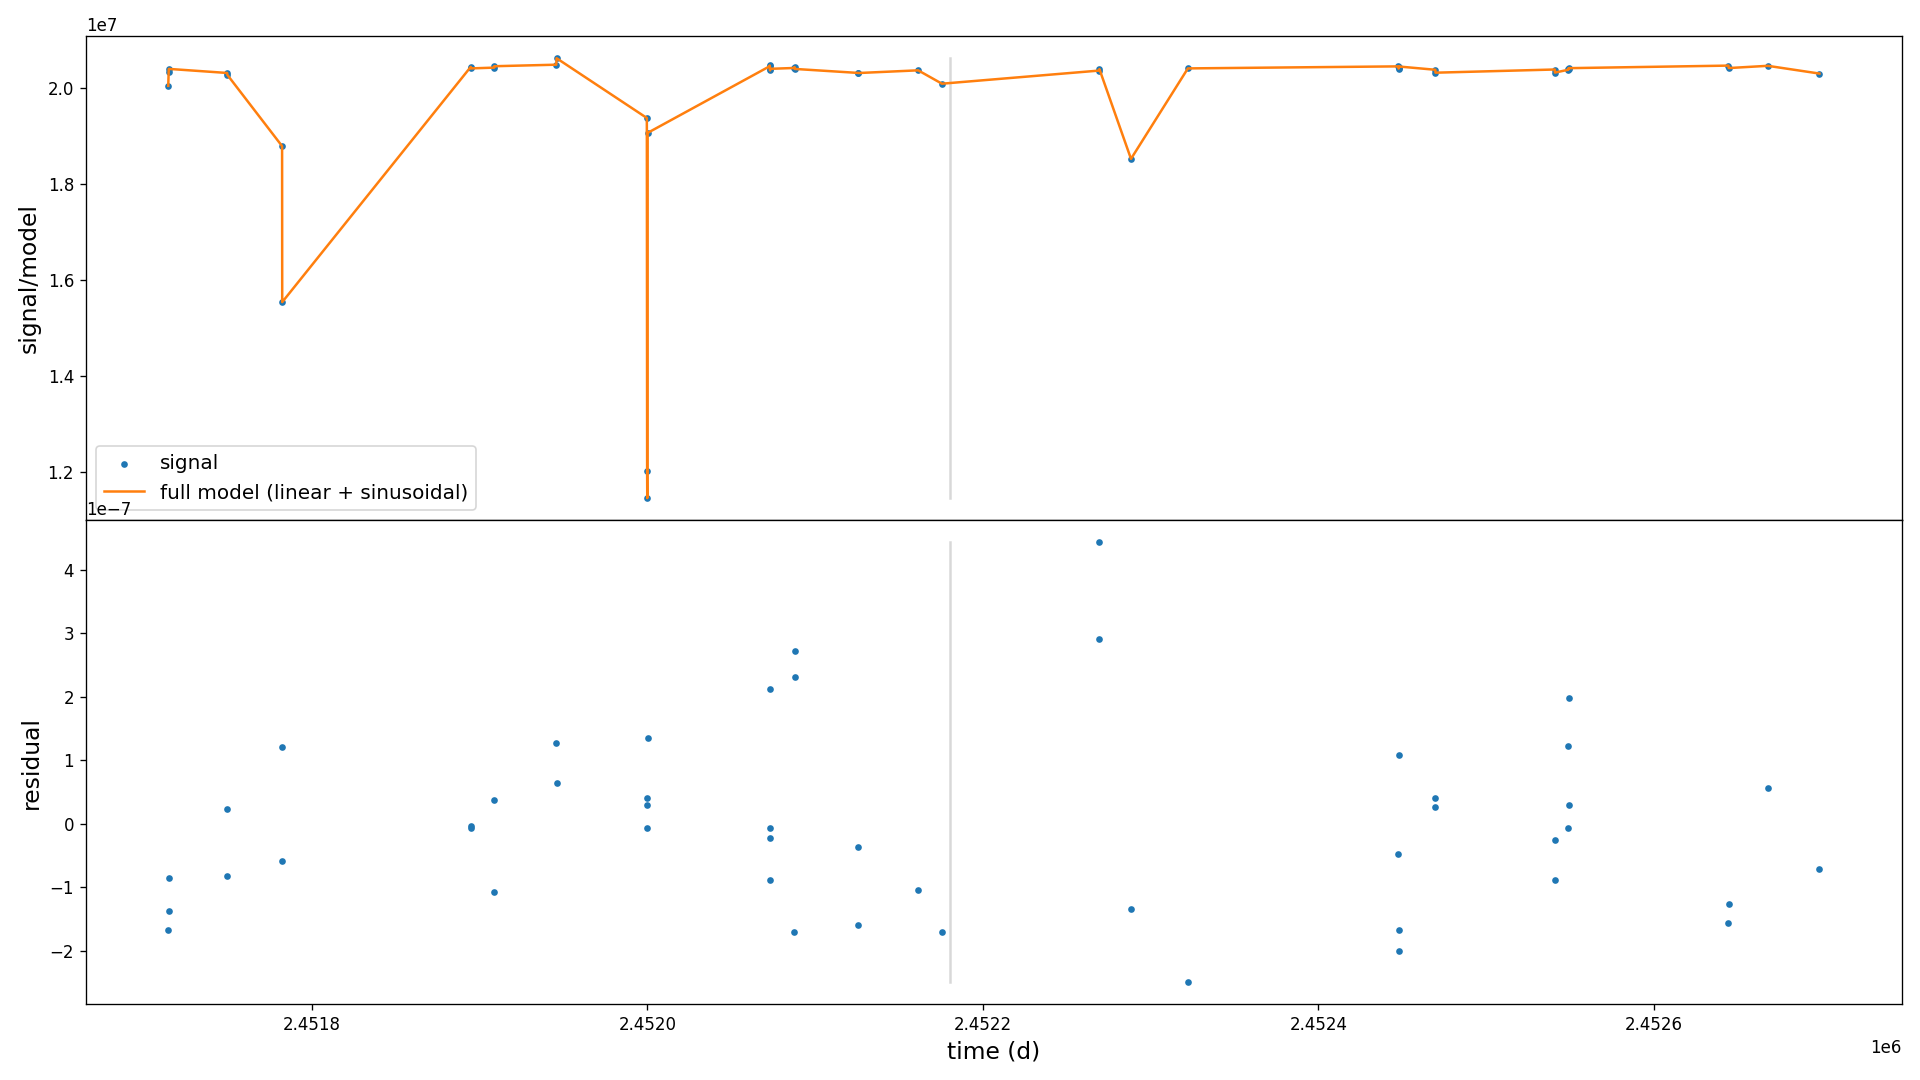 1e7
2.0
1.8
1.6
1.4
1.2
signal/model
signal
full model (linear + sinusoidal)
1e−7
4
3
2
1
0
−1
−2
residual
2.4518
2.4520
2.4522
2.4524
2.4526
time (d)
1e6